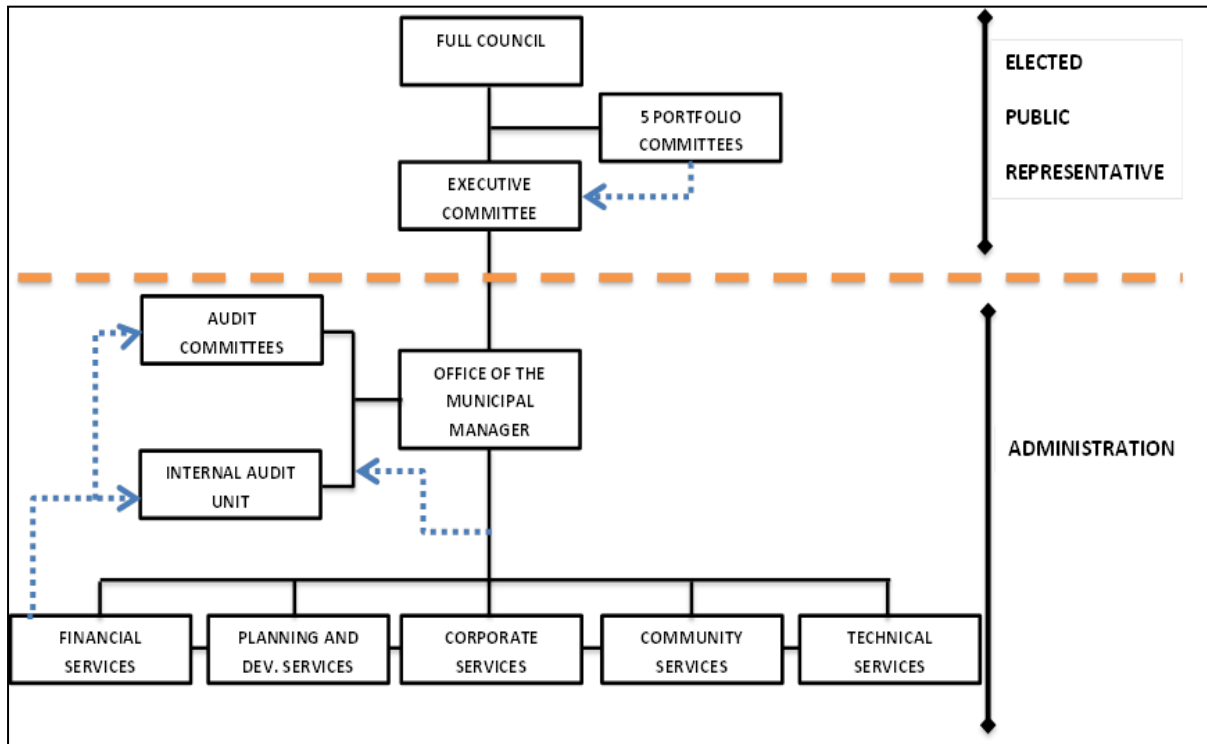 FULL COUNCIL
5 PORTFOLIO
COMMITTEES
EXECUTIVE
COMMITTEE
ELECTED
PUBLIC
REPRESENTATIVE
AUDIT
COMMITTEES
OFFICE OF THE
MUNICIPAL
MANAGER
INTERNAL AUDIT
UNIT
ADMINISTRATION
FINANCIAL
SERVICES
PLANNING AND
DEV. SERVICES
CORPORATE
SERVICES
COMMUNITY
SERVICES
TECHNICAL
SERVICES